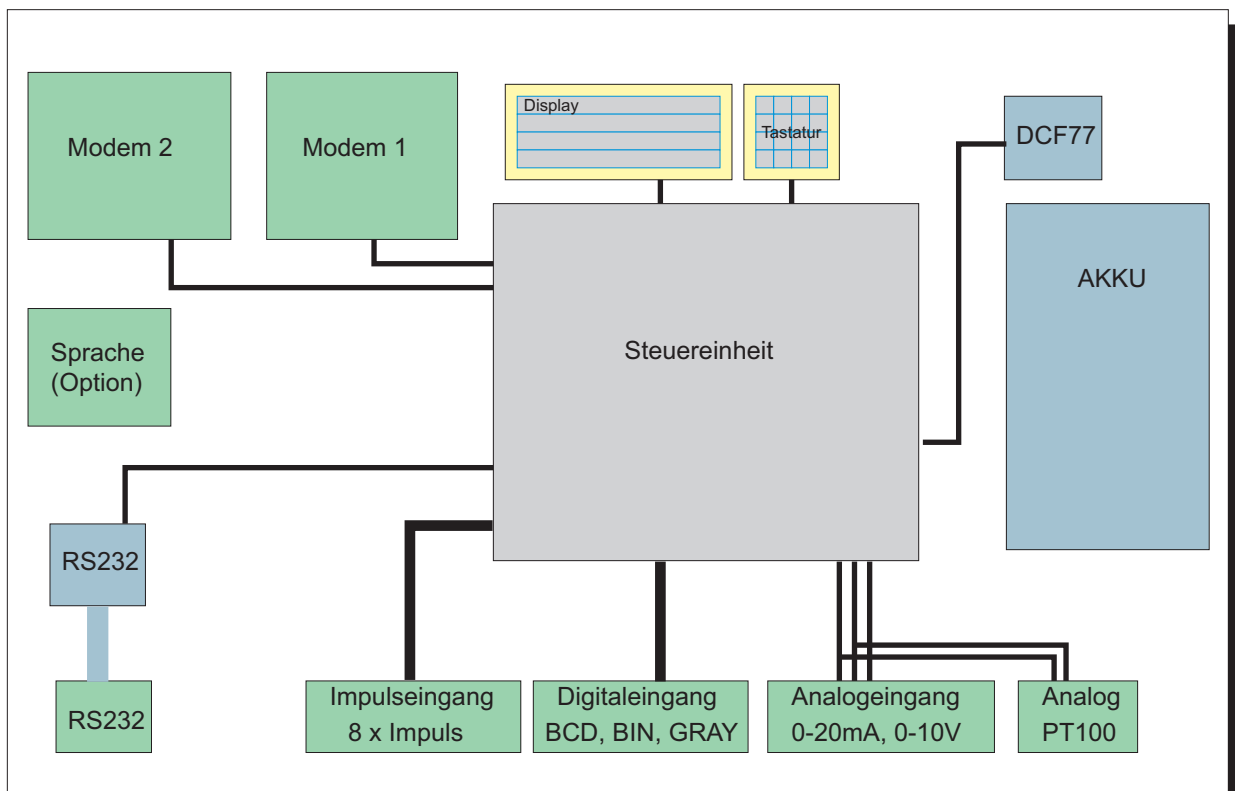 Modem 2
Modem 1
Display
Tastatur
DCF77
AKKU
Steuereinheit
Sprache
(Option)
RS232
RS232
Impulseingang
8 x Impuls
Digitaleingang
BCD, BIN, GRAY
Analogeingang
0-20mA, 0-10V
Analog
PT100